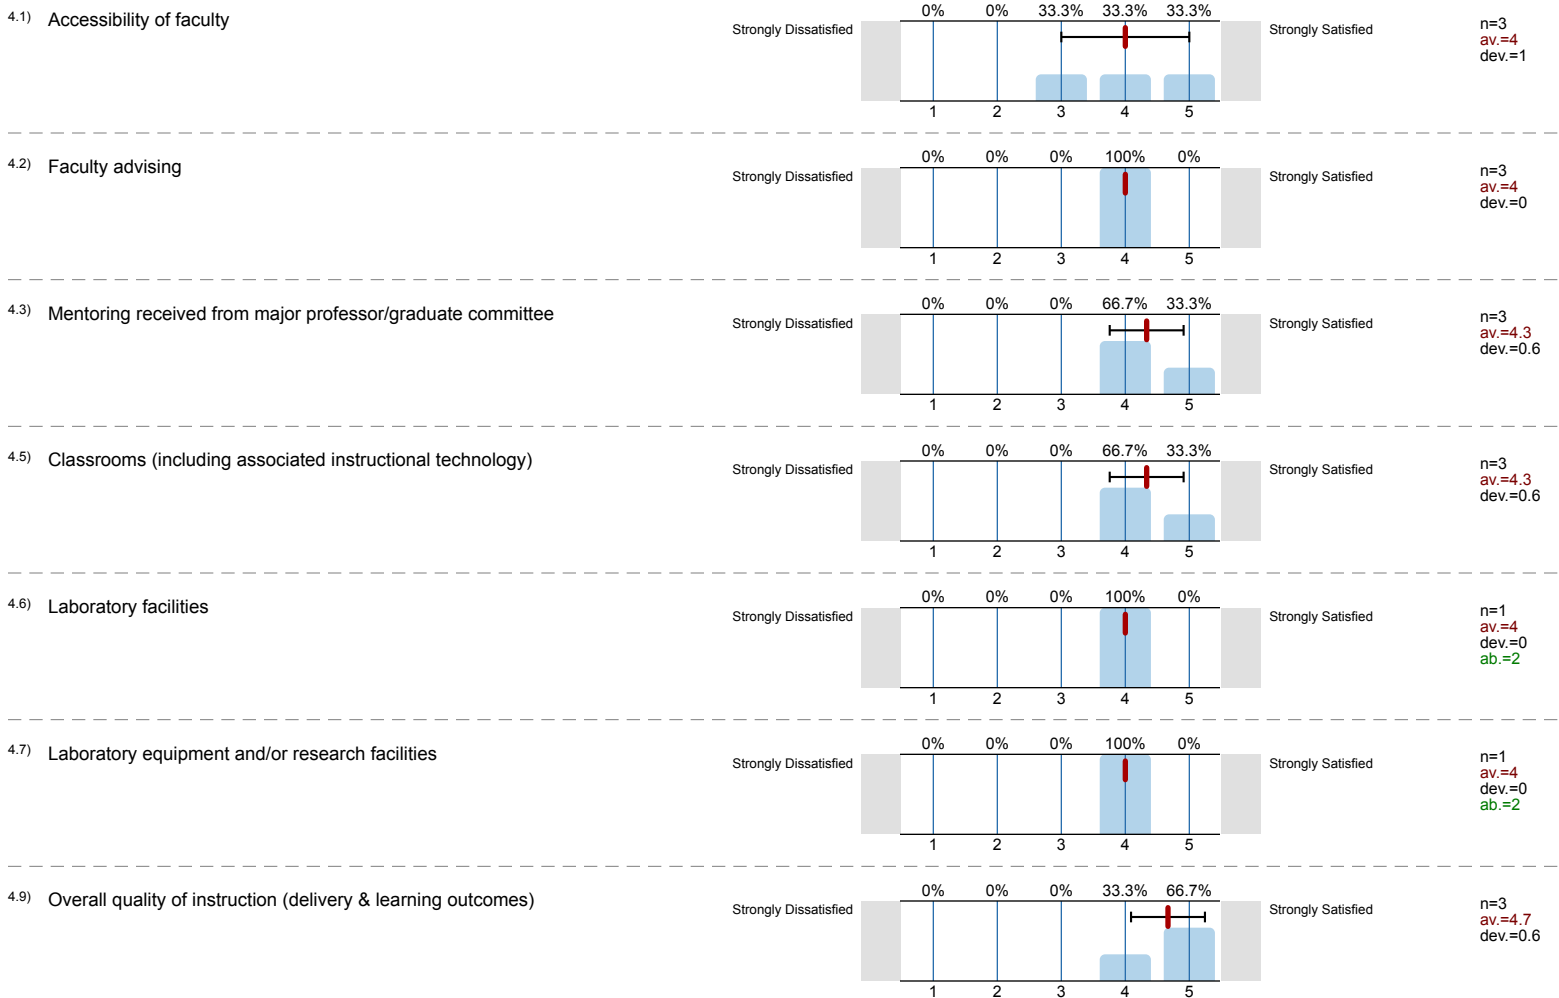 4.1) Accessibility of faculty
0% 0% 33.3% 33.3% 33.3%
Strongly Dissatisfied Strongly Satisfied
n=3
av.=4
dev.=1
1 2 3 4 5
4.2) Faculty advising
0% 0% 0% 100% 0%
Strongly Dissatisfied Strongly Satisfied
n=3
av.=4
dev.=0
1 2 3 4 5
4.3) Mentoring received from major professor/graduate committee
0% 0% 0% 66.7% 33.3%
Strongly Dissatisfied Strongly Satisfied
n=3
av.=4.3
dev.=0.6
1 2 3 4 5
4.5) Classrooms (including associated instructional technology)
0% 0% 0% 66.7% 33.3%
Strongly Dissatisfied Strongly Satisfied
n=3
av.=4.3
dev.=0.6
1 2 3 4 5
4.6) Laboratory facilities
0% 0% 0% 100% 0%
Strongly Dissatisfied Strongly Satisfied
n=1
av.=4
dev.=0
ab.=2
1 2 3 4 5
4.7) Laboratory equipment and/or research facilities
0% 0% 0% 100% 0%
Strongly Dissatisfied Strongly Satisfied
n=1
av.=4
dev.=0
ab.=2
1 2 3 4 5
4.9) Overall quality of instruction (delivery & learning outcomes)
0% 0% 0% 33.3% 66.7%
Strongly Dissatisfied Strongly Satisfied
n=3
av.=4.7
dev.=0.6
1 2 3 4 5